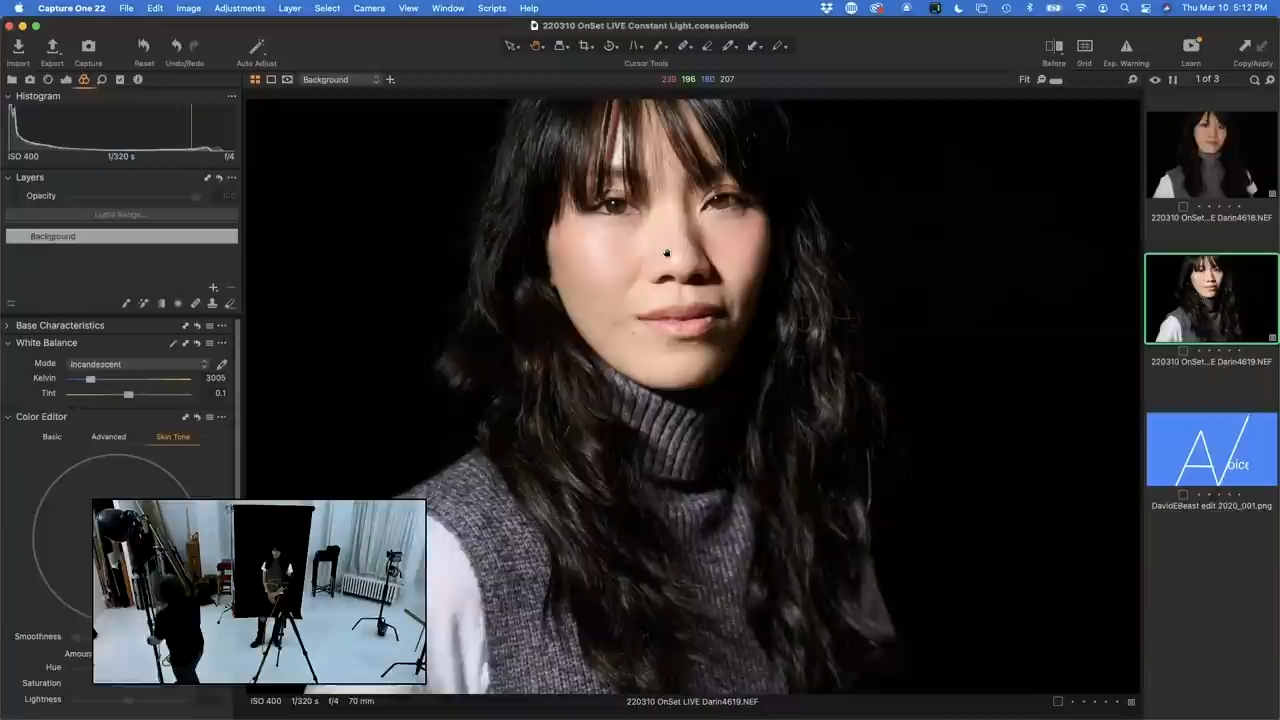 Capture One 22 File Edit Image Adjustments Layer Select Camera View Window Scripts Help Thu Mar 10 5:12 PM
220310 OnSet LIVE Constant Light.cosessiondb
Import Export Capture Reset Undo/Redo Auto Adjust Cursor Tools Before Grid Exp. Warning Learn Copy/Apply
Background 239 196 180 207 Fit 1 of 3
Histogram
ISO 400 1/320 s f/4
Layers
Opacity 100
Luma Range...
Background
Base Characteristics
White Balance
Mode Incandescent
Kelvin 3005
Tint 0.1
Color Editor
Basic Advanced Skin Tone
Smoothness
Amoun
Hue
Saturation
Lightness
ISO 400 1/320 s f/4 70 mm 220310 OnSet LIVE Darin4619.NEF
220310 OnSet...E Darin4618.NEF
220310 OnSet...E Darin4619.NEF
A Voice
DavidEBeast edit 2020_001.png